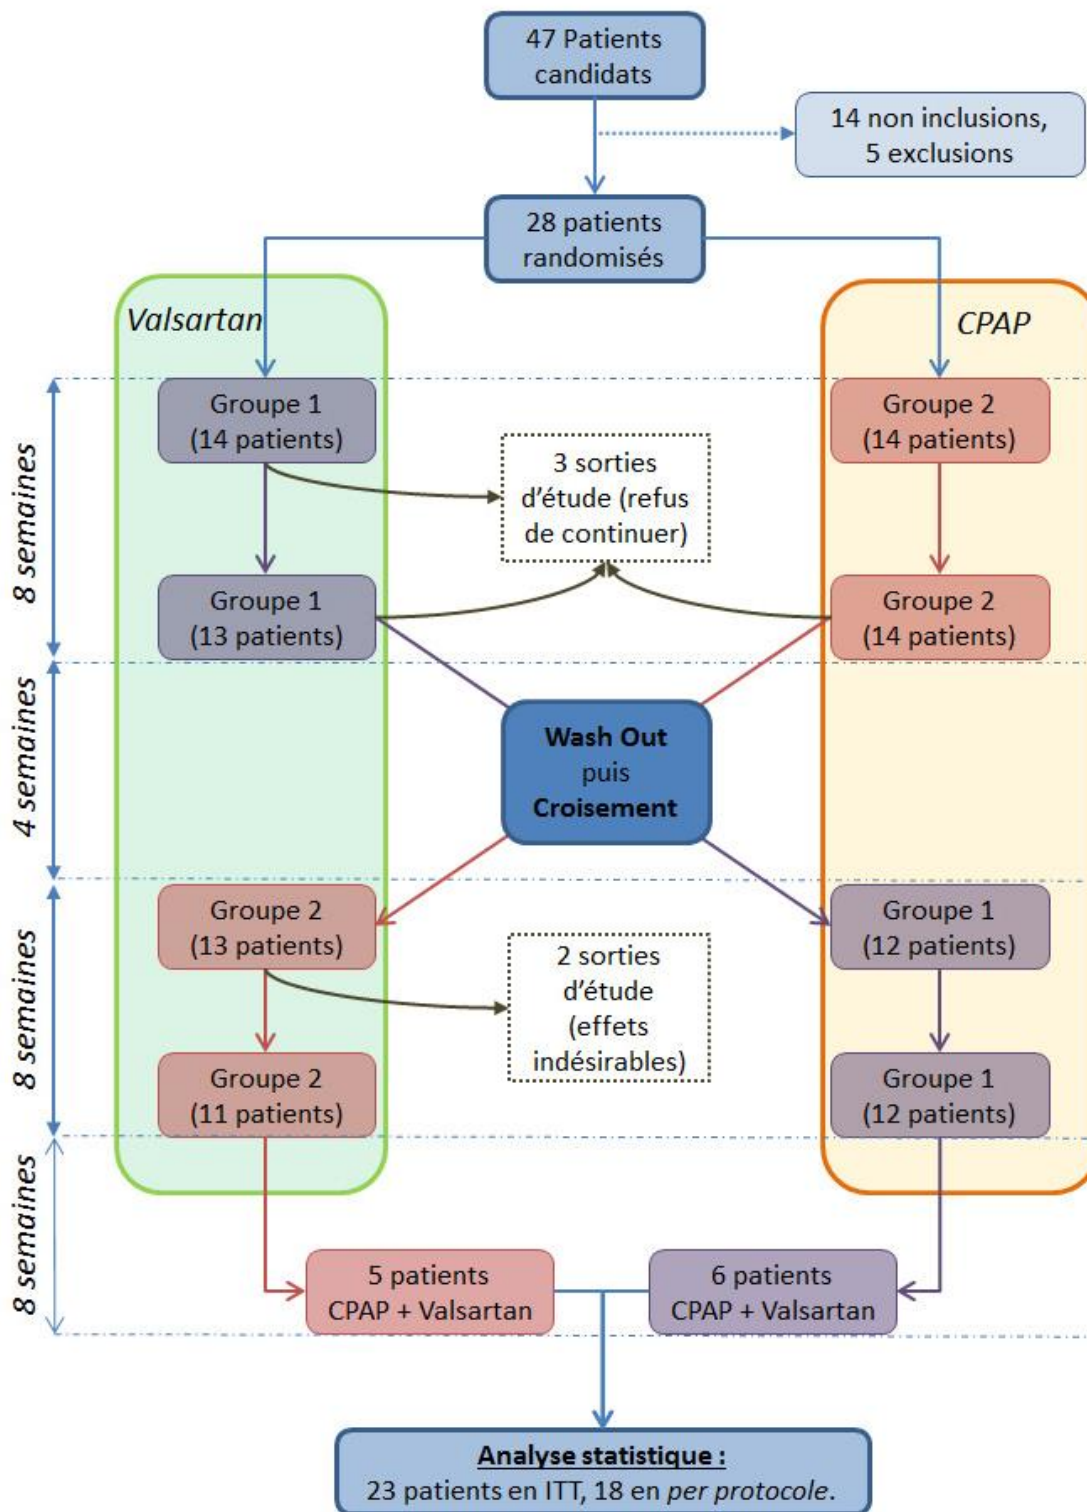 47 Patients
candidats
14 non inclusions,
5 exclusions
28 patients
randomisés
Valsartan
CPAP
8 semaines
Groupe 1
(14 patients)
Groupe 2
(14 patients)
3 sorties
d'étude (refus
de continuer)
Groupe 1
(13 patients)
Groupe 2
(14 patients)
4 semaines
Wash Out
puis
Croisement
8 semaines
Groupe 2
(13 patients)
Groupe 1
(12 patients)
2 sorties
d'étude
(effets
indésirables)
Groupe 2
(11 patients)
Groupe 1
(12 patients)
8 semaines
5 patients
CPAP + Valsartan
6 patients
CPAP + Valsartan
Analyse statistique :
23 patients en ITT, 18 en per protocole.